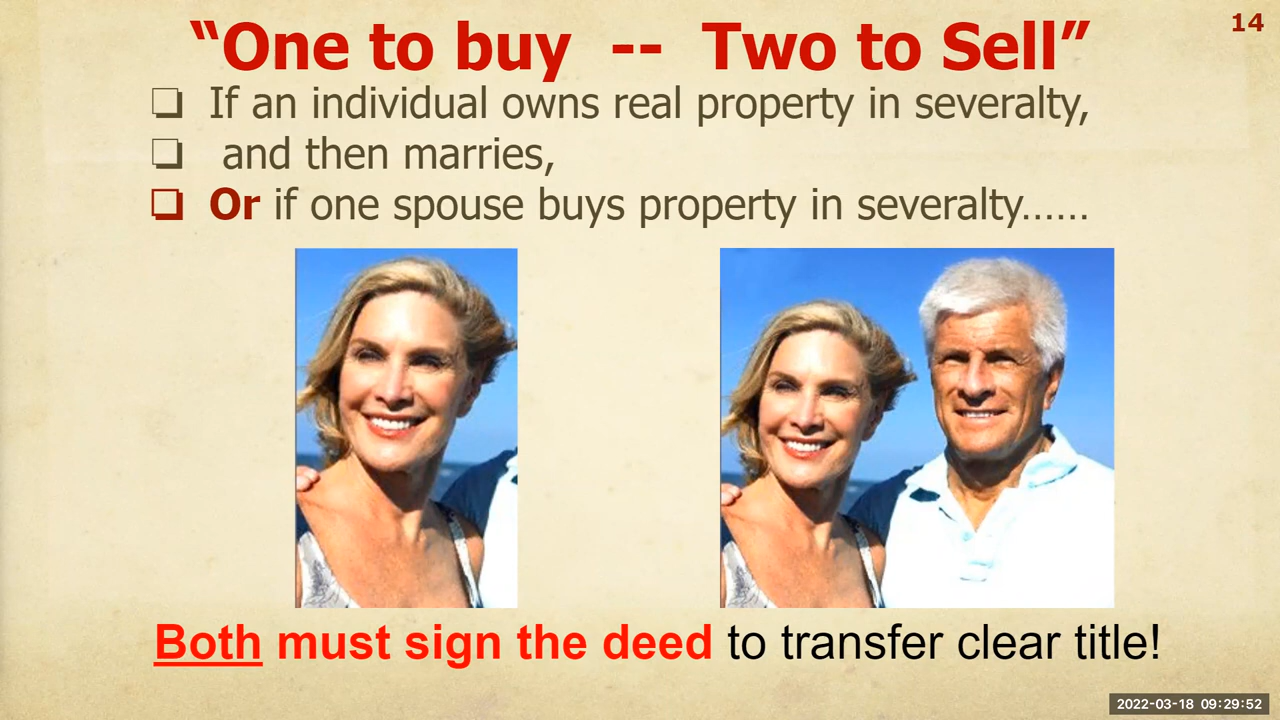 14
“One to buy -- Two to Sell”
❑ If an individual owns real property in severalty,
❑ and then marries,
❑ Or if one spouse buys property in severalty......
Both must sign the deed to transfer clear title!
2022-03-18 09:29:52